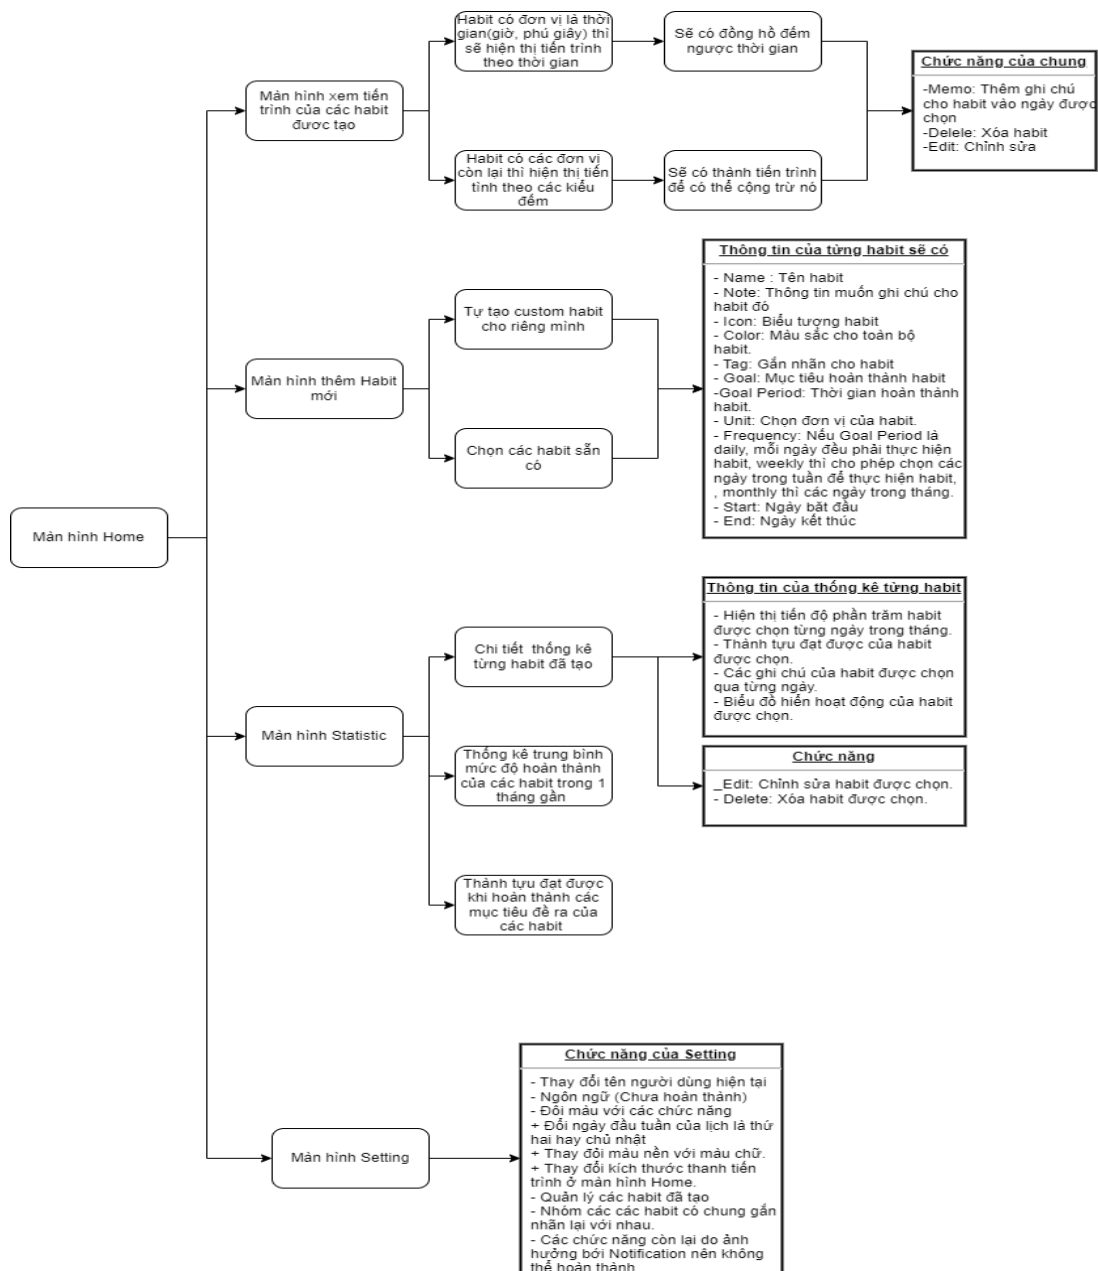 Màn hình Home
Màn hình xem tiến
trình của các habit
được tạo
Habit có đơn vị là thời
gian(giờ, phú giây) thì
sẽ hiện thị tiến trình
theo thời gian
Sẽ có đồng hồ đếm
ngược thời gian
Habit có các đơn vị
còn lại thì hiện thị tiến
tình theo các kiểu
đếm
Sẽ có thành tiến trình
để có thể cộng trừ nó
Chức năng của chung
-Memo: Thêm ghi chú
cho habit vào ngày được
chọn
-Delele: Xóa habit
-Edit: Chỉnh sửa
Màn hình thêm Habit
mới
Tự tạo custom habit
cho riêng mình
Chọn các habit sẵn
có
Thông tin của từng habit sẽ có
- Name : Tên habit
- Note: Thông tin muốn ghi chú cho
habit đó
- Icon: Biểu tượng habit
- Color: Màu sắc cho toàn bộ
habit.
- Tag: Gắn nhãn cho habit
- Goal: Mục tiêu hoàn thành habit
-Goal Period: Thời gian hoàn thành
habit.
- Unit: Chọn đơn vị của habit.
- Frequency: Nếu Goal Period là
daily, mỗi ngày đều phải thực hiện
habit, weekly thì cho phép chọn các
ngày trong tuần để thực hiện habit,
, monthly thì các ngày trong tháng.
- Start: Ngày bắt đầu
- End: Ngày kết thúc
Màn hình Statistic
Chi tiết thống kê
từng habit đã tạo
Thông tin của thống kê từng habit
- Hiện thị tiến độ phần trăm habit
được chọn từng ngày trong tháng.
- Thành tựu đạt được của habit
được chọn.
- Các ghi chú của habit được chọn
qua từng ngày.
- Biểu đồ hiển hoạt động của habit
được chọn.
Chức năng
_Edit: Chỉnh sửa habit được chọn.
- Delete: Xóa habit được chọn.
Thống kê trung bình
mức độ hoàn thành
của các habit trong 1
tháng gần
Thành tựu đạt được
khi hoàn thành các
mục tiêu đề ra của
các habit
Màn hình Setting
Chức năng của Setting
- Thay đổi tên người dùng hiện tại
- Ngôn ngữ (Chưa hoàn thành)
- Đôi màu với các chức năng
+ Đổi ngày đầu tuần của lịch là thứ
hai hay chủ nhật
+ Thay đổi màu nền với màu chữ.
+ Thay đổi kích thước thanh tiến
trình ở màn hình Home.
- Quản lý các habit đã tạo
- Nhóm các các habit có chung gắn
nhãn lại với nhau.
- Các chức năng còn lại do ảnh
hưởng bới Notification nên không
thể hoàn thành